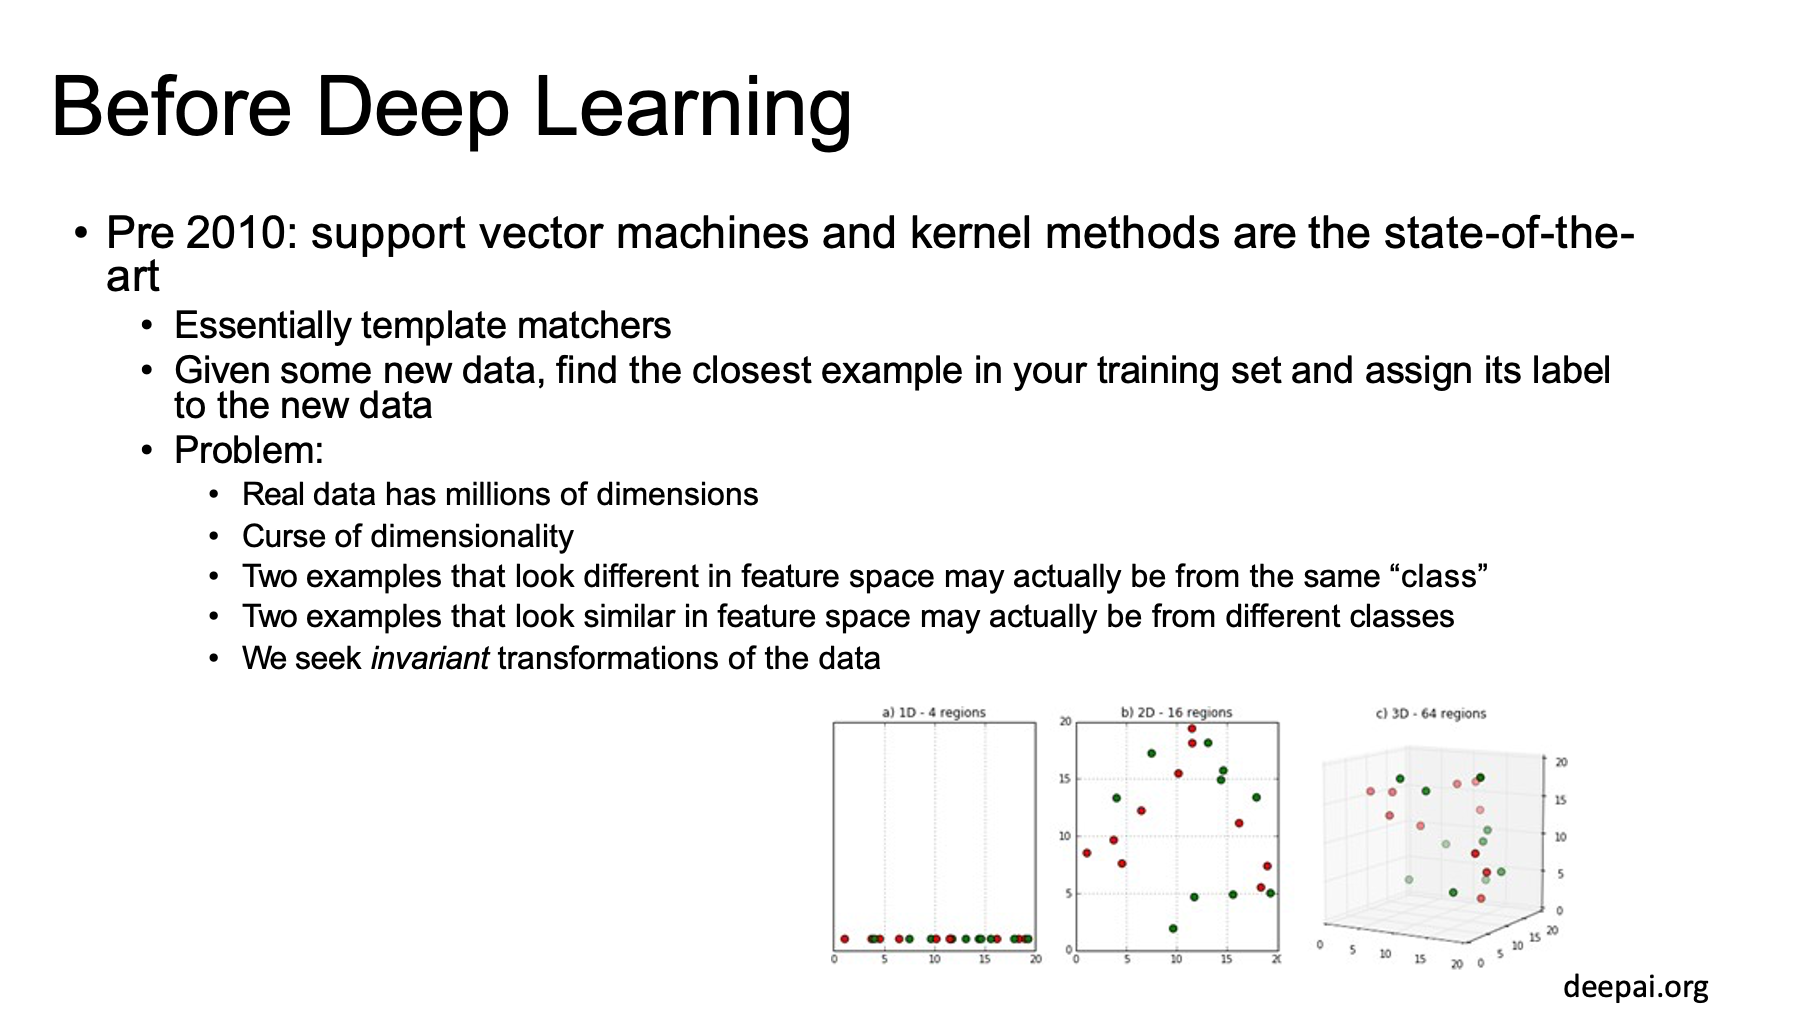 Before Deep Learning
• Pre 2010: support vector machines and kernel methods are the state-of-the-
art
• Essentially template matchers
• Given some new data, find the closest example in your training set and assign its label
to the new data
• Problem:
• Real data has millions of dimensions
• Curse of dimensionality
• Two examples that look different in feature space may actually be from the same “class”
• Two examples that look similar in feature space may actually be from different classes
• We seek invariant transformations of the data
a) 1D - 4 regions
0 5 10 15 20
b) 2D - 16 regions
20
15
10
5
0
0 5 10 15 20
c) 3D - 64 regions
20
15
10
5
0
0 5 10 15 20
0 5 10 15 20
deepai.org